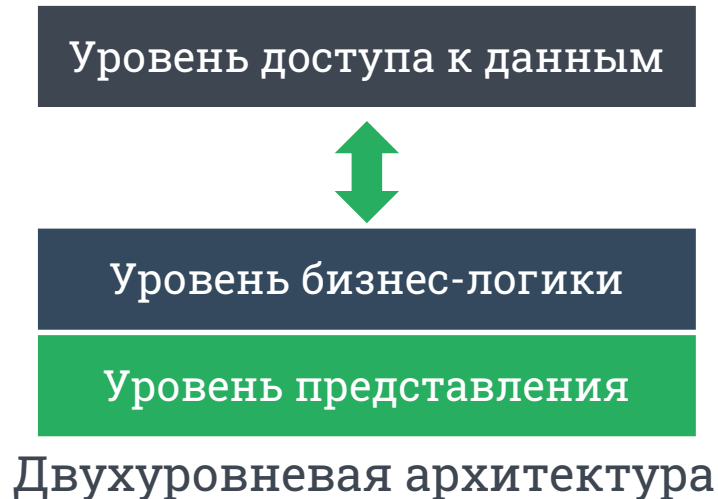 Уровень доступа к данным
Уровень бизнес-логики
Уровень представления
Двухуровневая архитектура